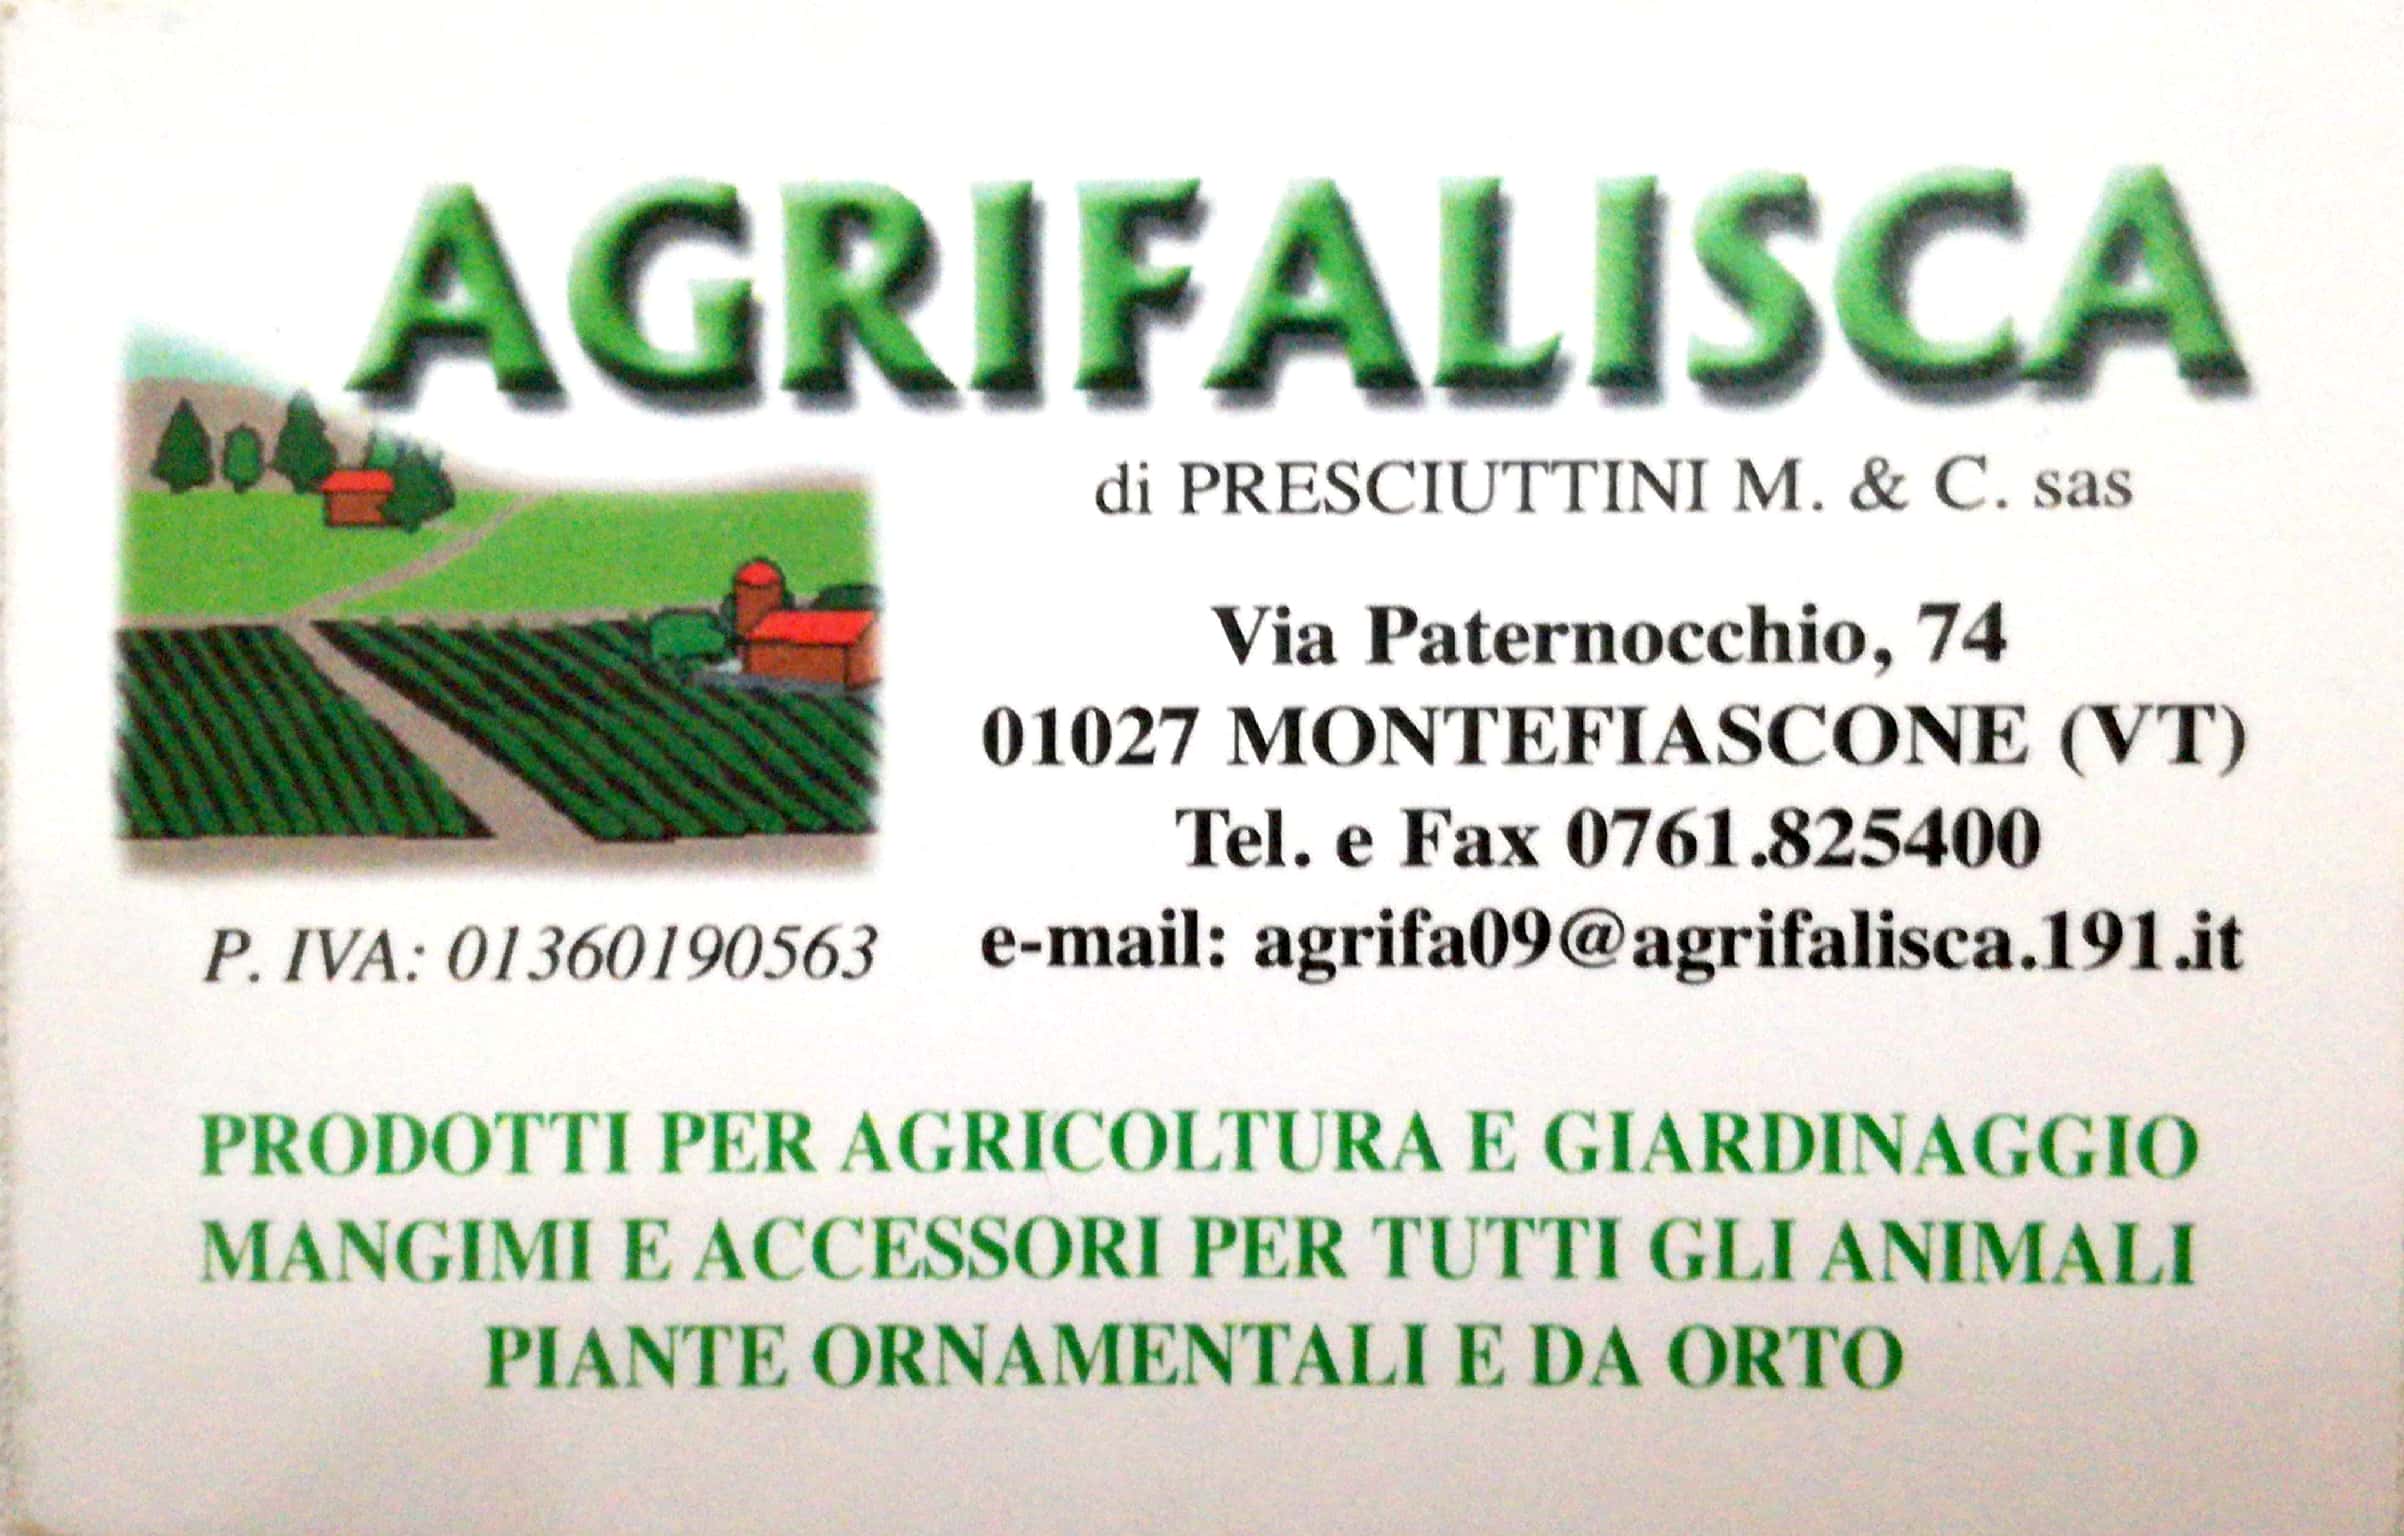 AGRIFALISCA
di PRESCIUTTINI M. & C. sas
Via Paternocchio, 74
01027 MONTEFIASCONE (VT)
Tel. e Fax 0761.825400
P. IVA: 01360190563
e-mail: agrifa09@agrifalisca.191.it
PRODOTTI PER AGRICOLTURA E GIARDINAGGIO
MANGIMI E ACCESSORI PER TUTTI GLI ANIMALI
PIANTE ORNAMENTALI E DA ORTO